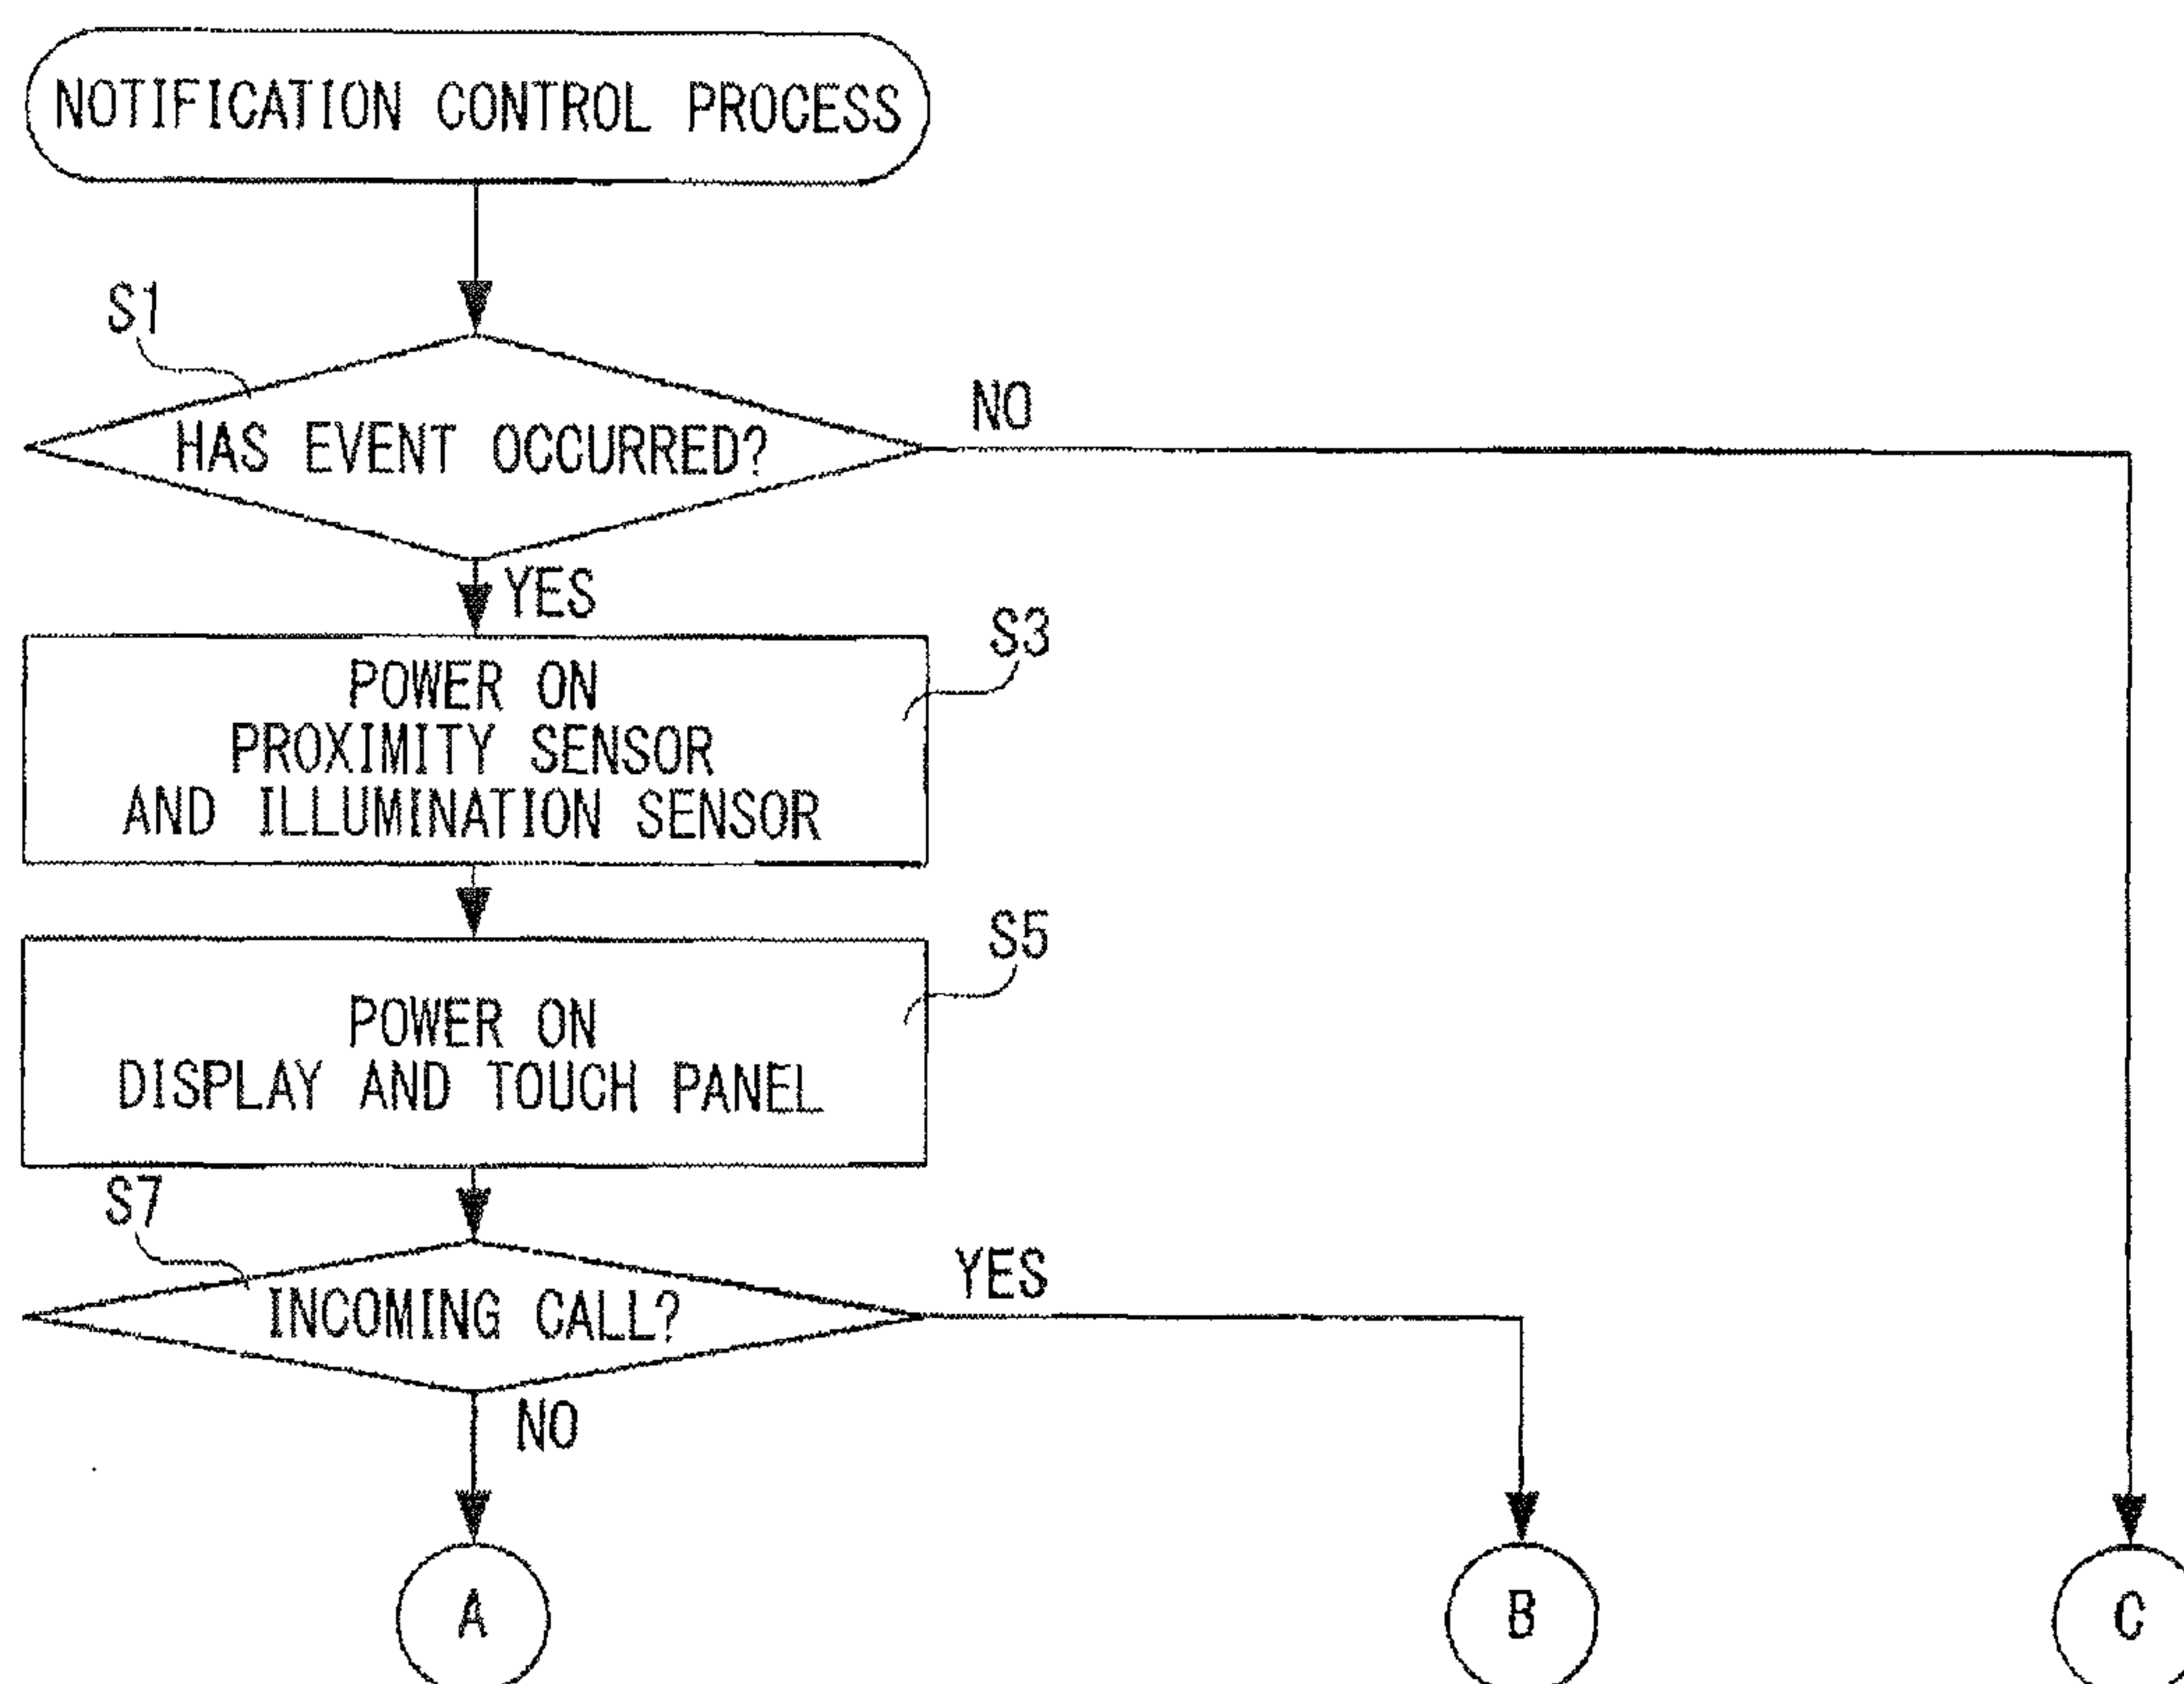 NOTIFICATION CONTROL PROCESS
S1
HAS EVENT OCCURRED?
NO
YES
S3
POWER ON
PROXIMITY SENSOR
AND ILLUMINATION SENSOR
S5
POWER ON
DISPLAY AND TOUCH PANEL
S7
INCOMING CALL?
YES
NO
A
B
C